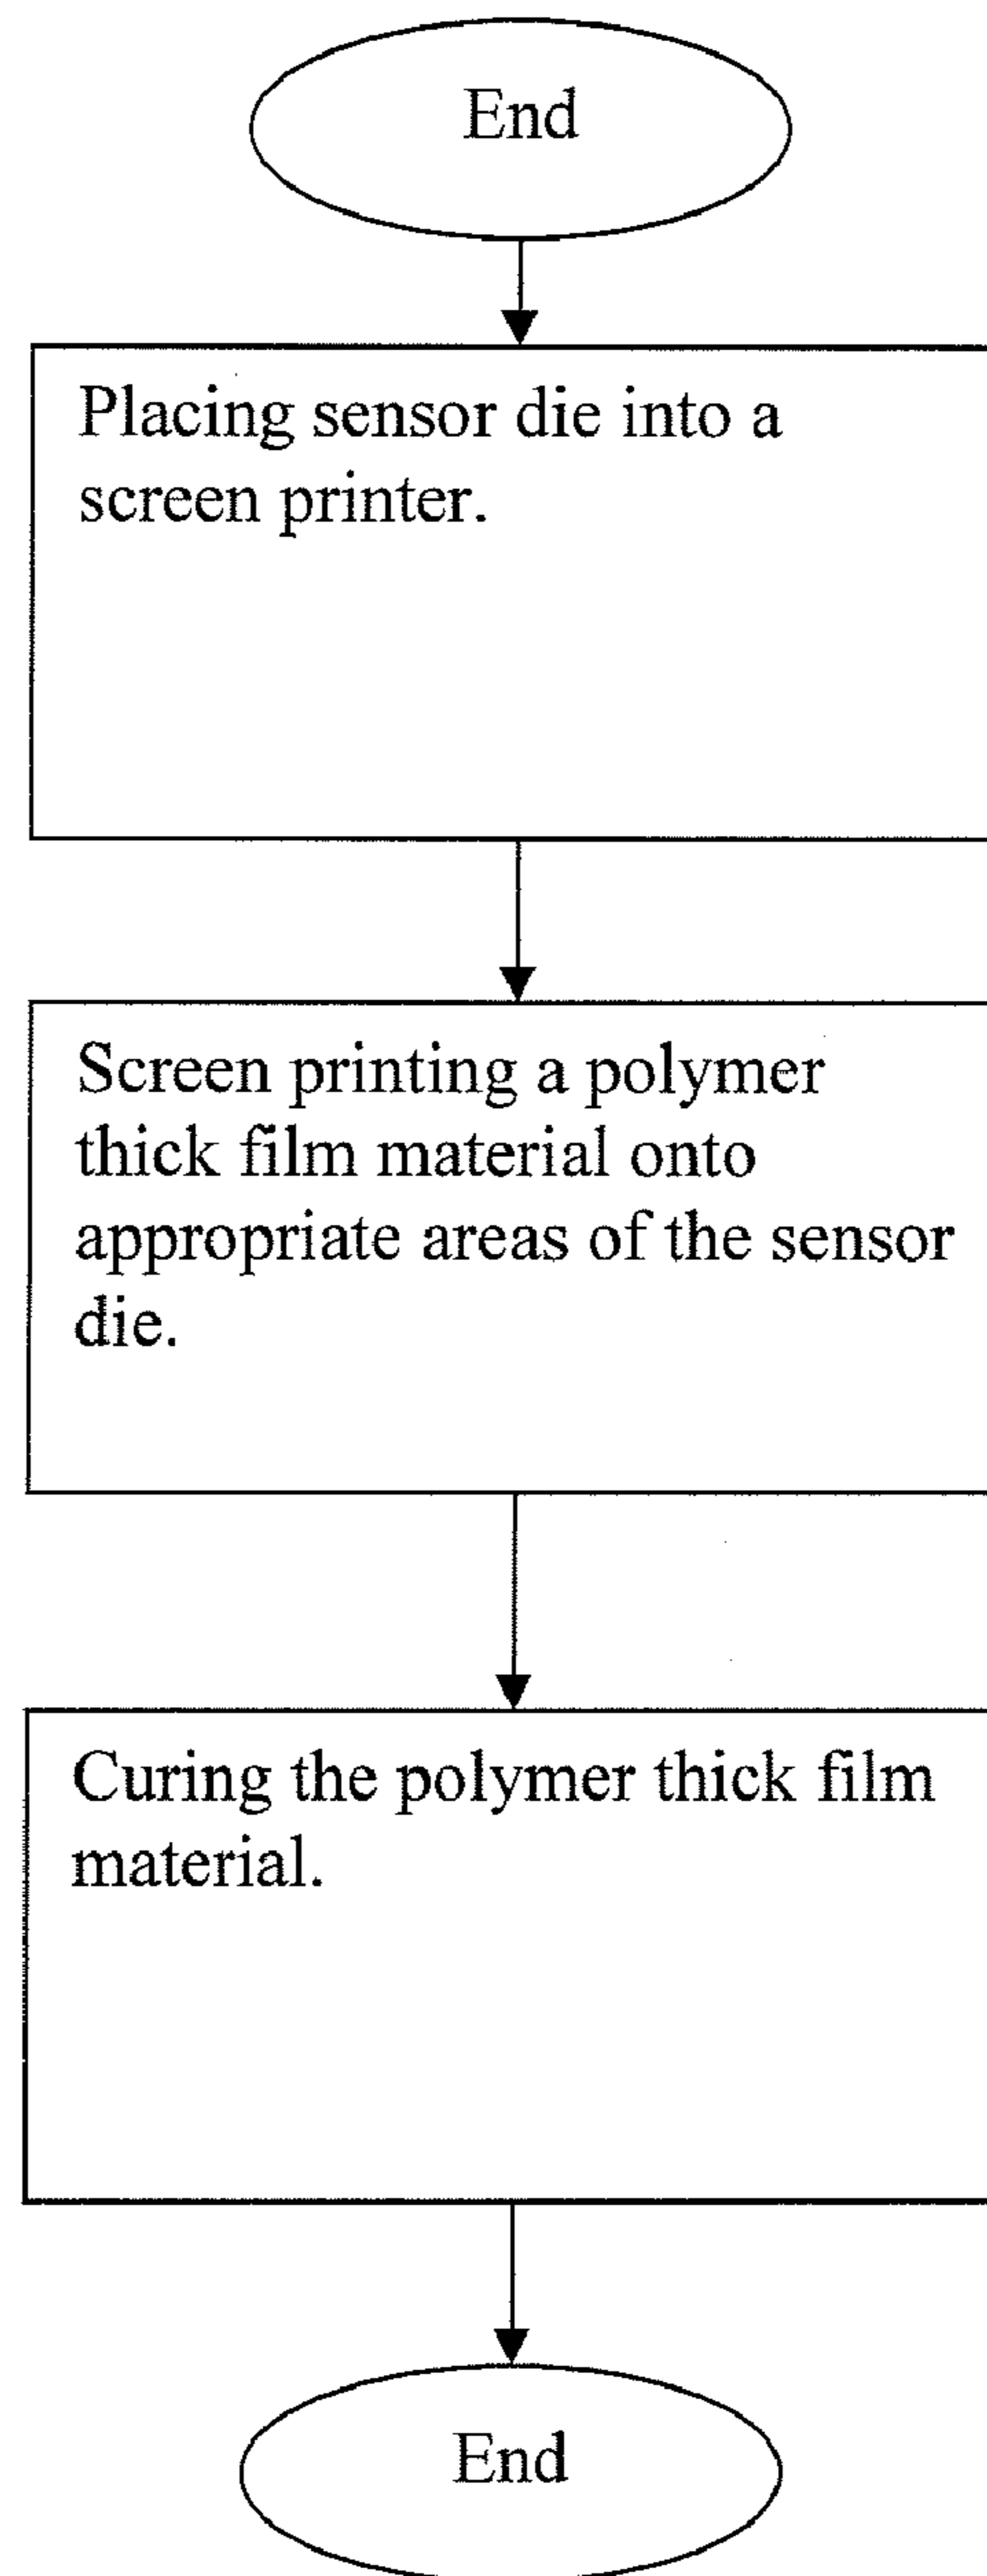 End
Placing sensor die into a
screen printer.
Screen printing a polymer
thick film material onto
appropriate areas of the sensor
die.
Curing the polymer thick film
material.
End